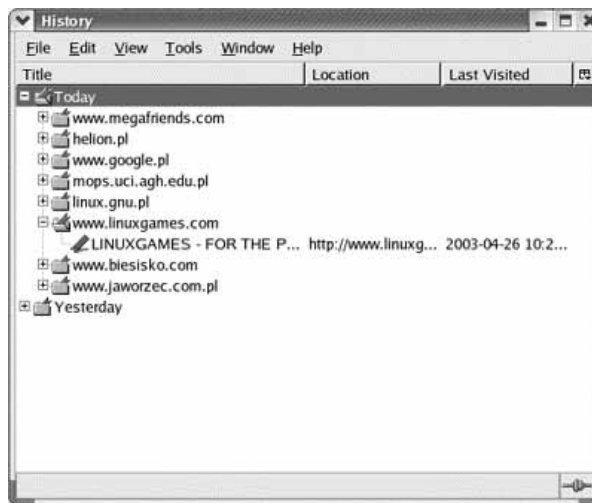 History
File Edit View Tools Window Help
Title Location Last Visited
Today
www.megafriends.com
helion.pl
www.google.pl
mops.uci.agh.edu.pl
linux.gnu.pl
www.linuxgames.com
LINUXGAMES - FOR THE P... http://www.linuxg... 2003-04-26 10:2...
www.biesisko.com
www.jaworzec.com.pl
Yesterday